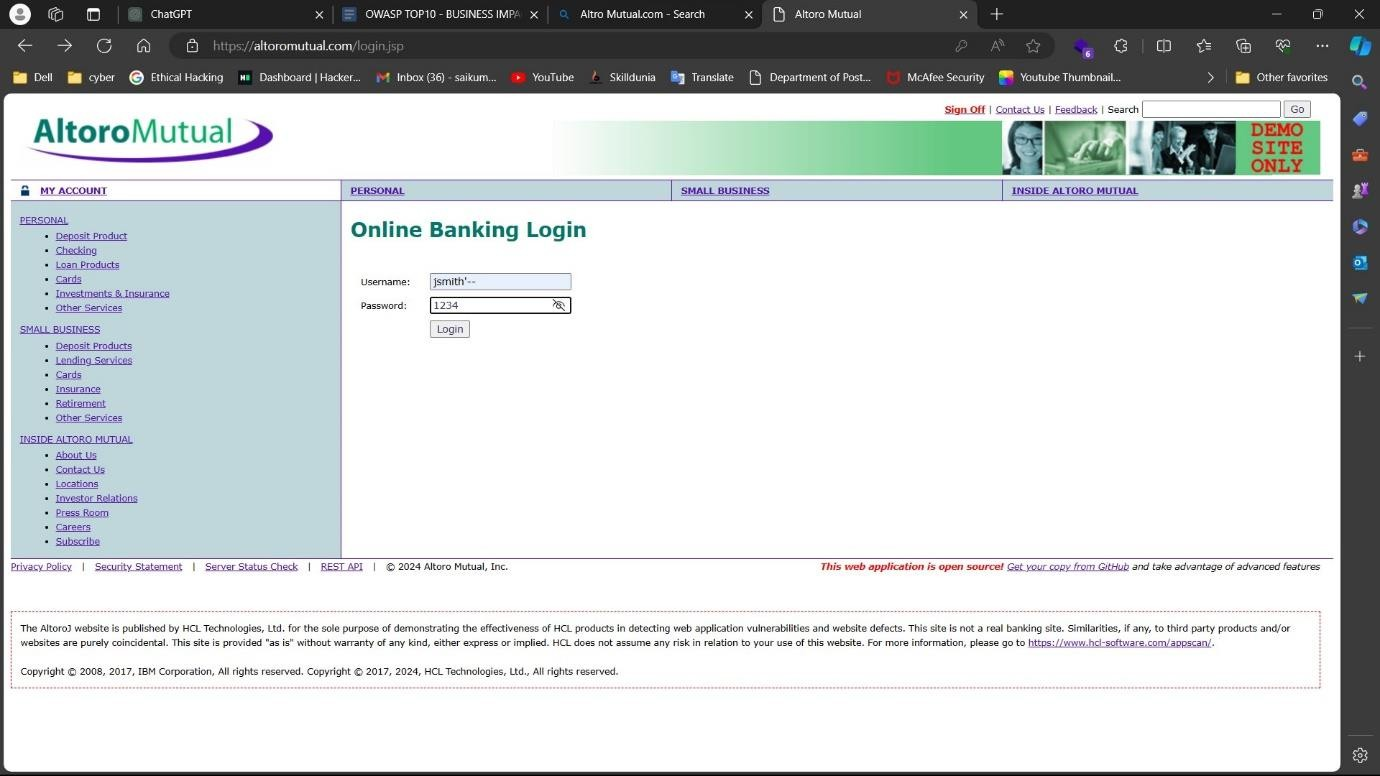 ChatGPT
OWASP TOP10 - BUSINESS IMPA
Altro Mutual.com - Search
Altoro Mutual
https://altoromutual.com/login.jsp
6
Dell
cyber
Ethical Hacking
Dashboard | Hacker...
Inbox (36) - saikum...
YouTube
Skilldunia
Translate
Department of Post...
McAfee Security
Youtube Thumbnail...
Other favorites
AltoroMutual
Sign Off | Contact Us | Feedback | Search
Go
DEMO
SITE
ONLY
MY ACCOUNT
PERSONAL
SMALL BUSINESS
INSIDE ALTORO MUTUAL
PERSONAL
Deposit Product
Checking
Loan Products
Cards
Investments & Insurance
Other Services
SMALL BUSINESS
Deposit Products
Lending Services
Cards
Insurance
Retirement
Other Services
INSIDE ALTORO MUTUAL
About Us
Contact Us
Locations
Investor Relations
Press Room
Careers
Subscribe
Online Banking Login
Username: jsmith'--
Password: 1234
Login
Privacy Policy | Security Statement | Server Status Check | REST API | © 2024 Altoro Mutual, Inc.
This web application is open source! Get your copy from GitHub and take advantage of advanced features
The AltoroJ website is published by HCL Technologies, Ltd. for the sole purpose of demonstrating the effectiveness of HCL products in detecting web application vulnerabilities and website defects. This site is not a real banking site. Similarities, if any, to third party products and/or
websites are purely coincidental. This site is provided "as is" without warranty of any kind, either express or implied. HCL does not assume any risk in relation to your use of this website. For more information, please go to https://www.hcl-software.com/appscan/.
Copyright © 2008, 2017, IBM Corporation, All rights reserved. Copyright © 2017, 2024, HCL Technologies, Ltd., All rights reserved.